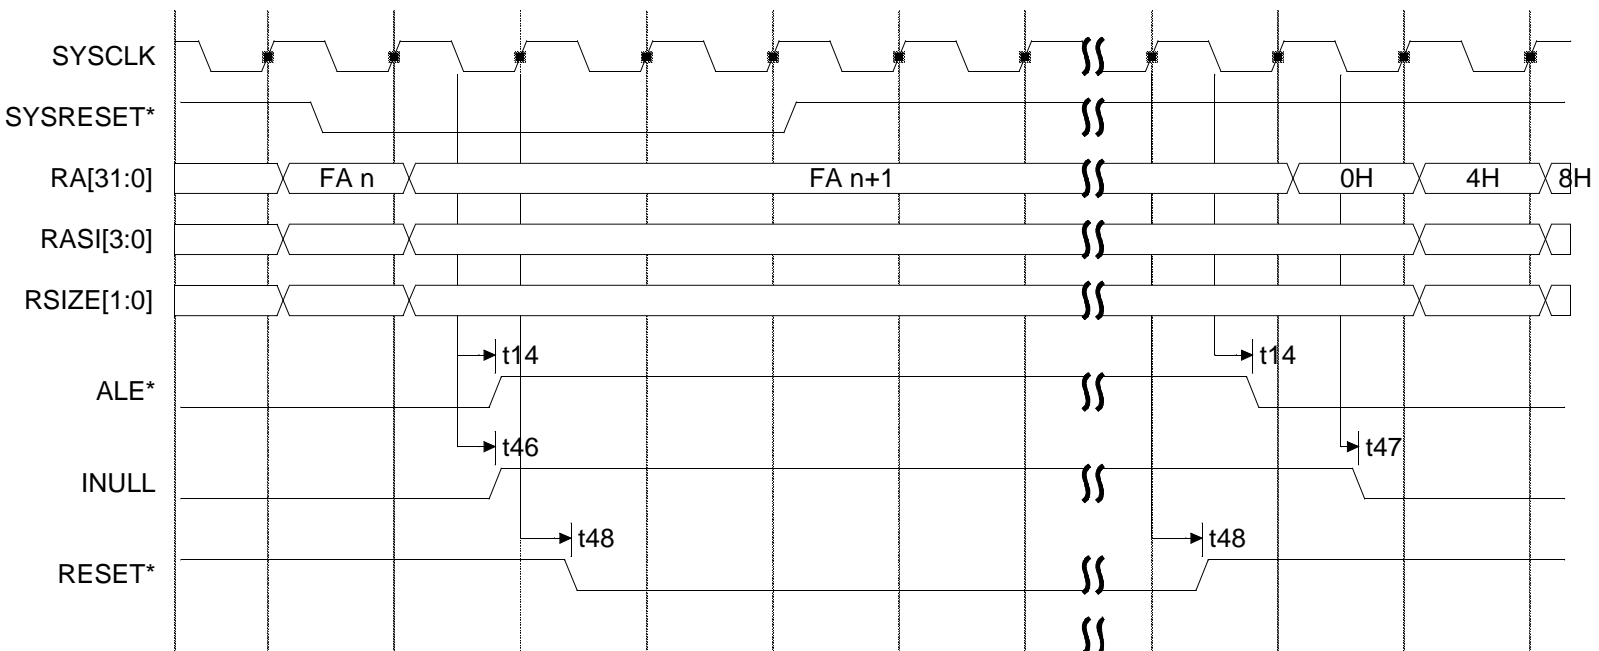 SYSCLK
SYSRESET*
RA[31:0] FA n FA n+1 0H 4H 8H
RASI[3:0]
RSIZE[1:0]
t14 t14
ALE*
t46 t47
INULL
t48 t48
RESET*